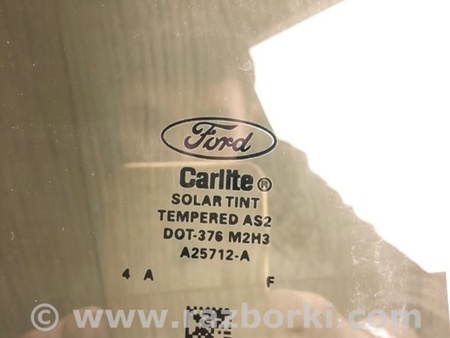 Ford
Carlite®
SOLAR TINT
TEMPERED AS2
DOT-376 M2H3
A25712-A
4 A F
© www.razborki.com